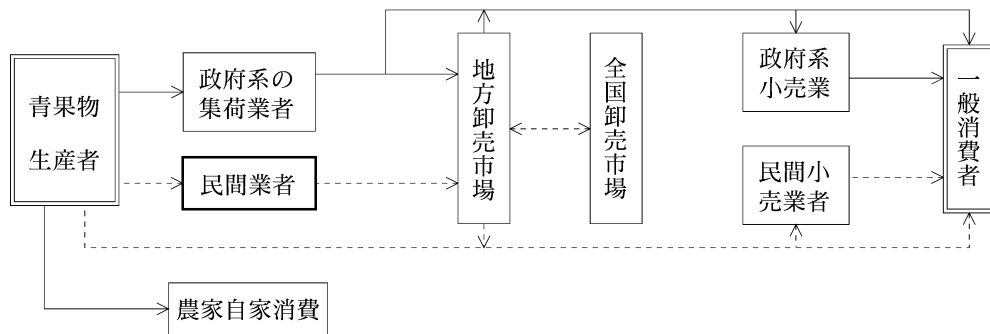 青果物
生産者
政府系の
集荷業者
民間業者
農家自家消費
地方卸売市場
全国卸売市場
政府系
小売業
民間小
売業者
一般消費者